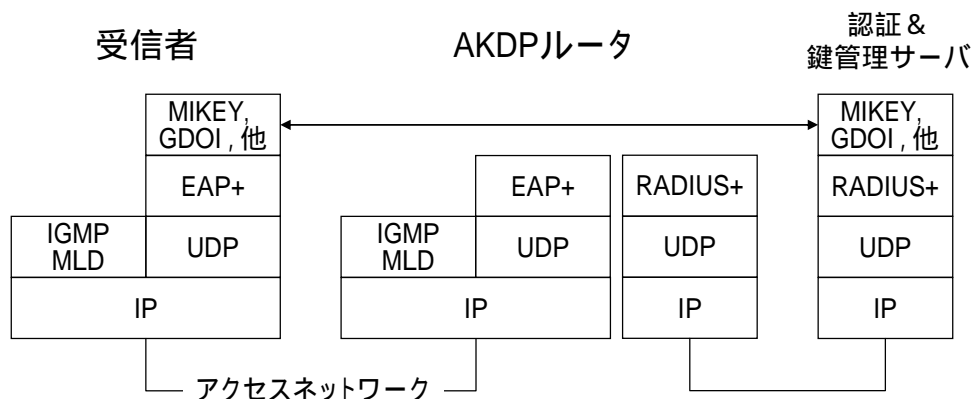 受信者
AKDPルータ
認証＆
鍵管理サーバ
MIKEY,
GDOI , 他
EAP+
IGMP
MLD
UDP
IP
EAP+
IGMP
MLD
UDP
IP
RADIUS+
UDP
IP
MIKEY,
GDOI , 他
RADIUS+
UDP
IP
アクセスネットワーク